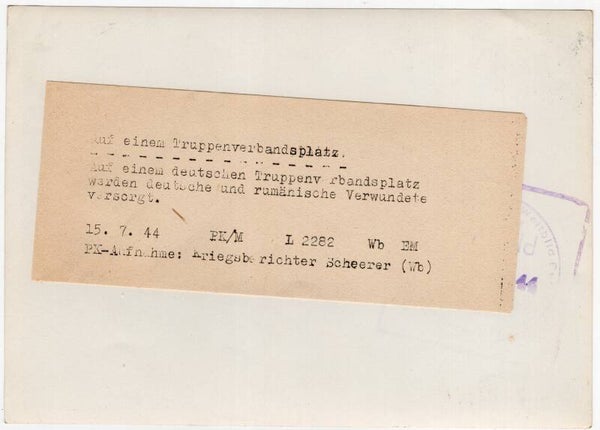 Auf einem Truppenverbandsplatz.
Auf einem deutschen Truppenverbandsplatz
werden deutsche und rumänische Verwundete
versorgt.
15. 7. 44 PK/M L 2282 Wb EM
PK-Aufnahme: Kriegsberichter Scheerer (Wb)
44